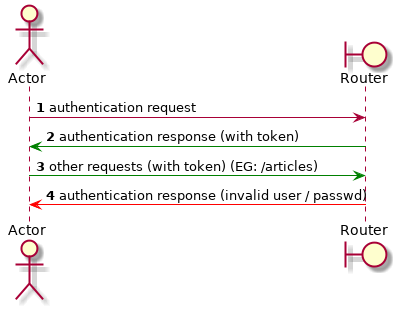 Actor
Router
1 authentication request
2 authentication response (with token)
3 other requests (with token) (EG: /articles)
4 authentication response (invalid user / passwd)
Actor
Router